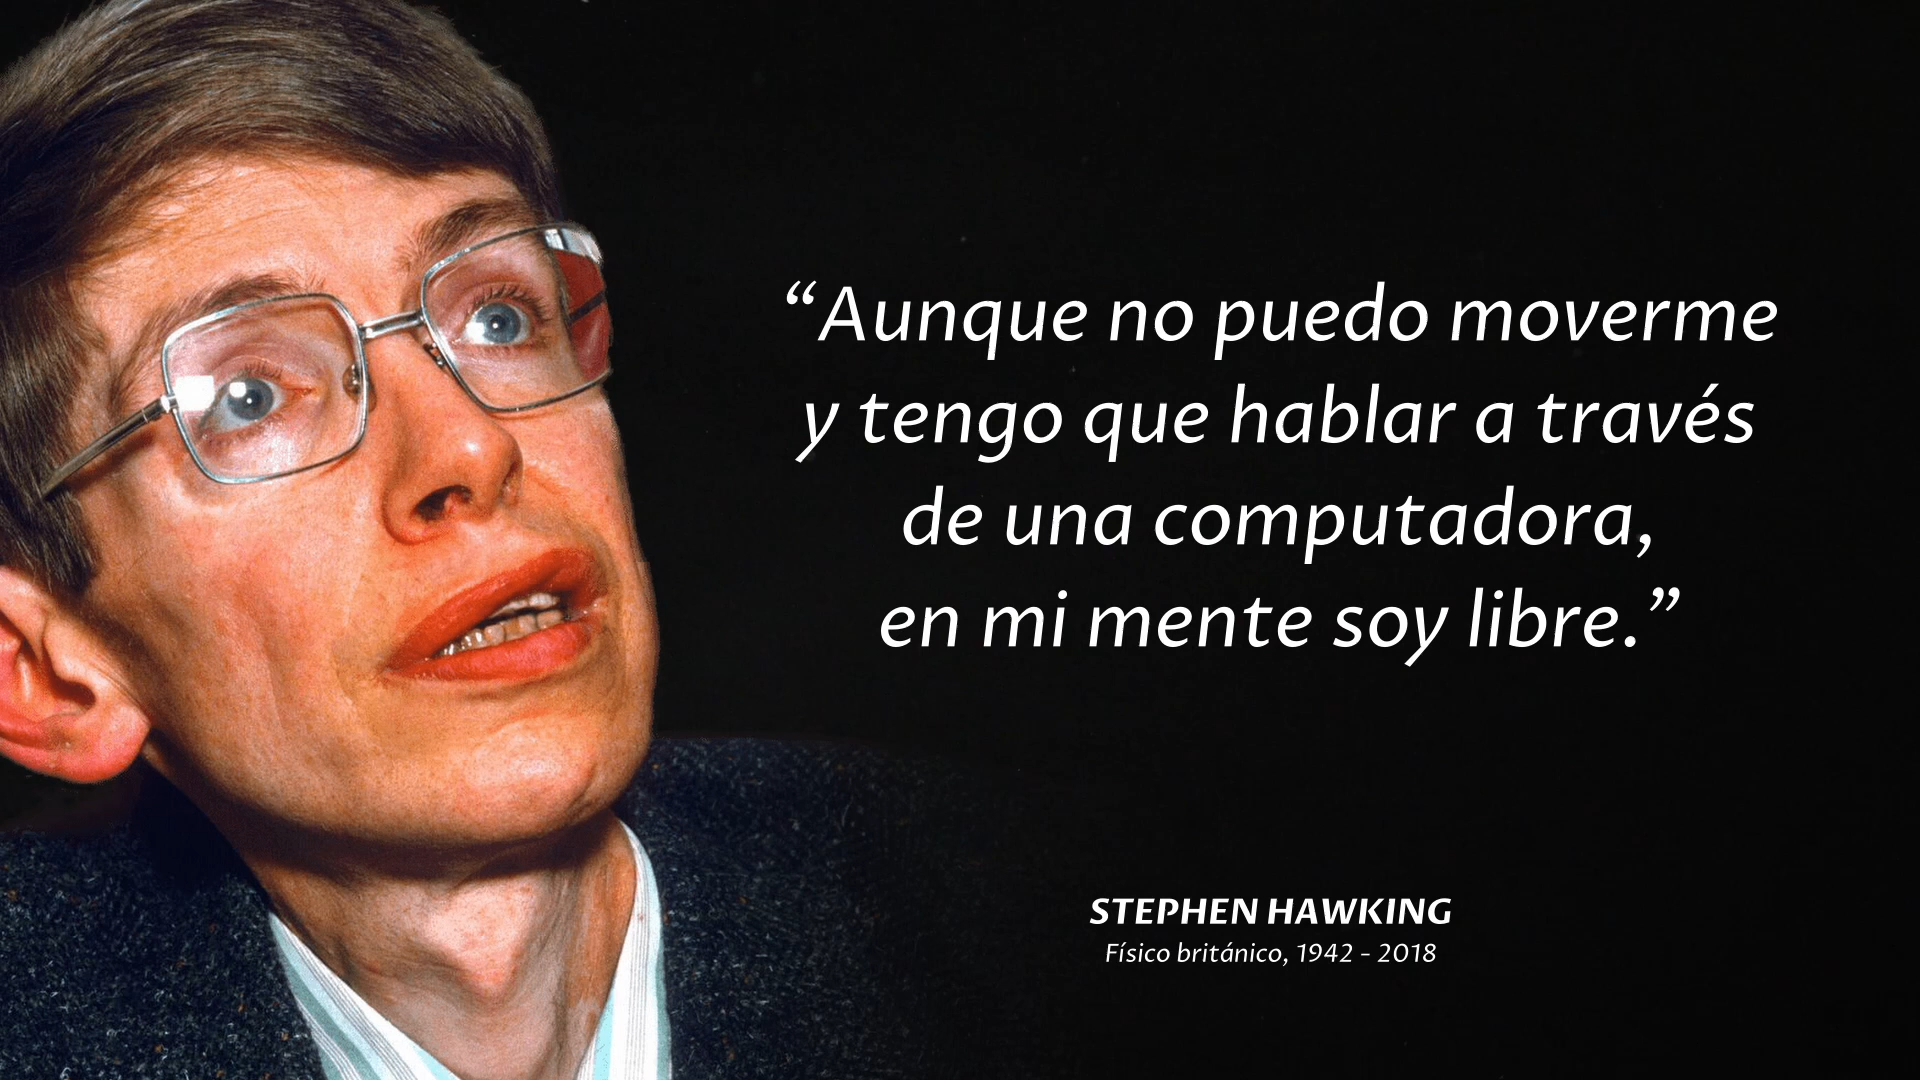 “Aunque no puedo moverme
y tengo que hablar a través
de una computadora,
en mi mente soy libre.”
STEPHEN HAWKING
Físico británico, 1942 - 2018